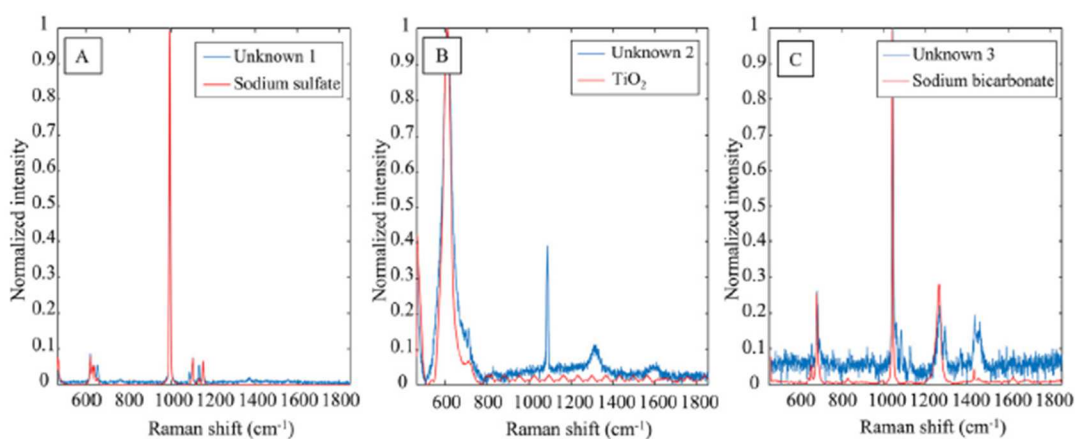 A
Unknown 1
Sodium sulfate
Normalized intensity
1
0.9
0.8
0.7
0.6
0.5
0.4
0.3
0.2
0.1
0
600 800 1000 1200 1400 1600 1800
Raman shift (cm⁻¹)
B
Unknown 2
TiO₂
Normalized intensity
1
0.9
0.8
0.7
0.6
0.5
0.4
0.3
0.2
0.1
0
600 800 1000 1200 1400 1600 1800
Raman shift (cm⁻¹)
C
Unknown 3
Sodium bicarbonate
Normalized intensity
1
0.9
0.8
0.7
0.6
0.5
0.4
0.3
0.2
0.1
0
600 800 1000 1200 1400 1600 1800
Raman shift (cm⁻¹)